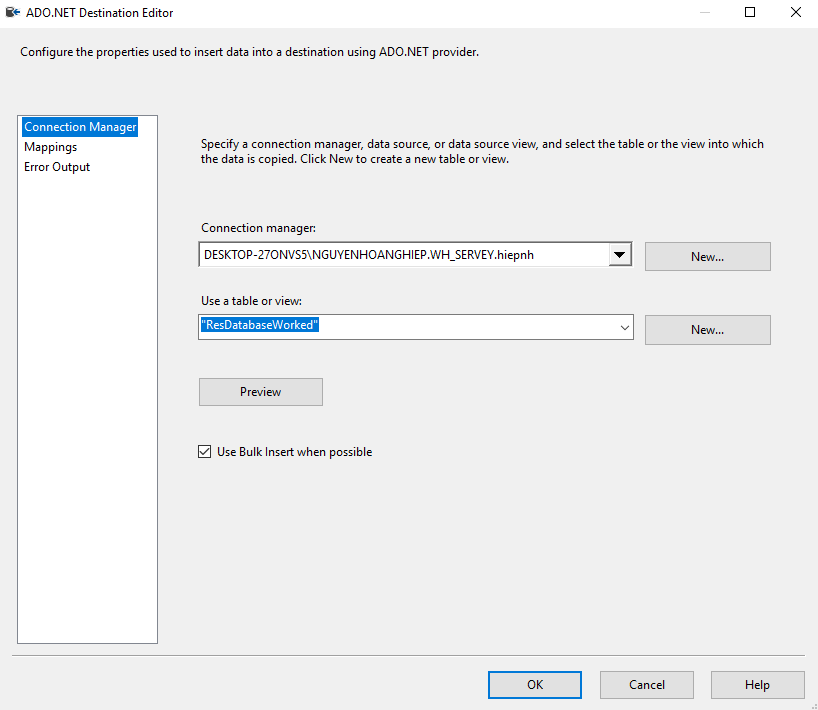 ADO.NET Destination Editor
Configure the properties used to insert data into a destination using ADO.NET provider.
Connection Manager
Mappings
Error Output
Specify a connection manager, data source, or data source view, and select the table or the view into which
the data is copied. Click New to create a new table or view.
Connection manager:
DESKTOP-27ONVS5\NGUYENHOANGHIEP.WH_SERVEY.hiepnh
New...
Use a table or view:
"ResDatabaseWorked"
New...
Preview
Use Bulk Insert when possible
OK
Cancel
Help